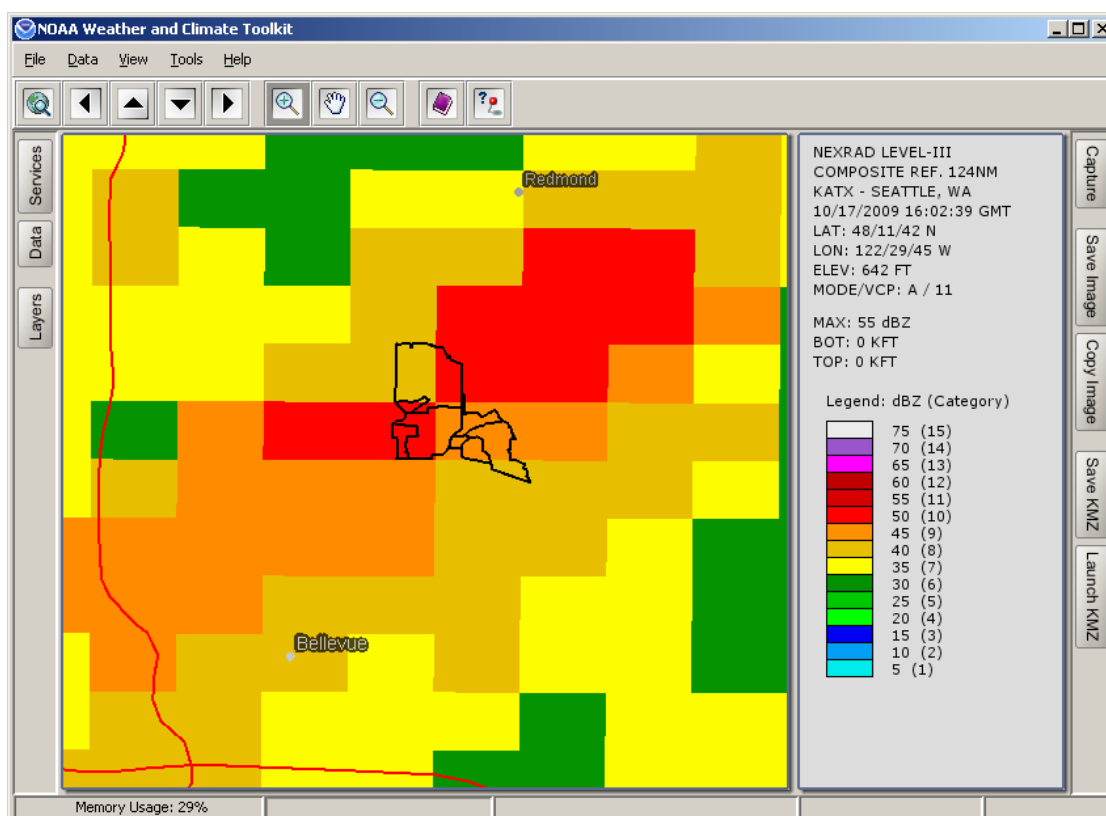 NOAA Weather and Climate Toolkit
File Data View Tools Help
Services
Data
Layers
Redmond
Bellevue
NEXRAD LEVEL-III
COMPOSITE REF. 124NM
KATX - SEATTLE, WA
10/17/2009 16:02:39 GMT
LAT: 48/11/42 N
LON: 122/29/45 W
ELEV: 642 FT
MODE/VCP: A / 11
MAX: 55 dBZ
BOT: 0 KFT
TOP: 0 KFT
Legend: dBZ (Category)
75 (15)
70 (14)
65 (13)
60 (12)
55 (11)
50 (10)
45 (9)
40 (8)
35 (7)
30 (6)
25 (5)
20 (4)
15 (3)
10 (2)
5 (1)
Capture
Save Image
Copy Image
Save KMZ
Launch KMZ
Memory Usage: 29%